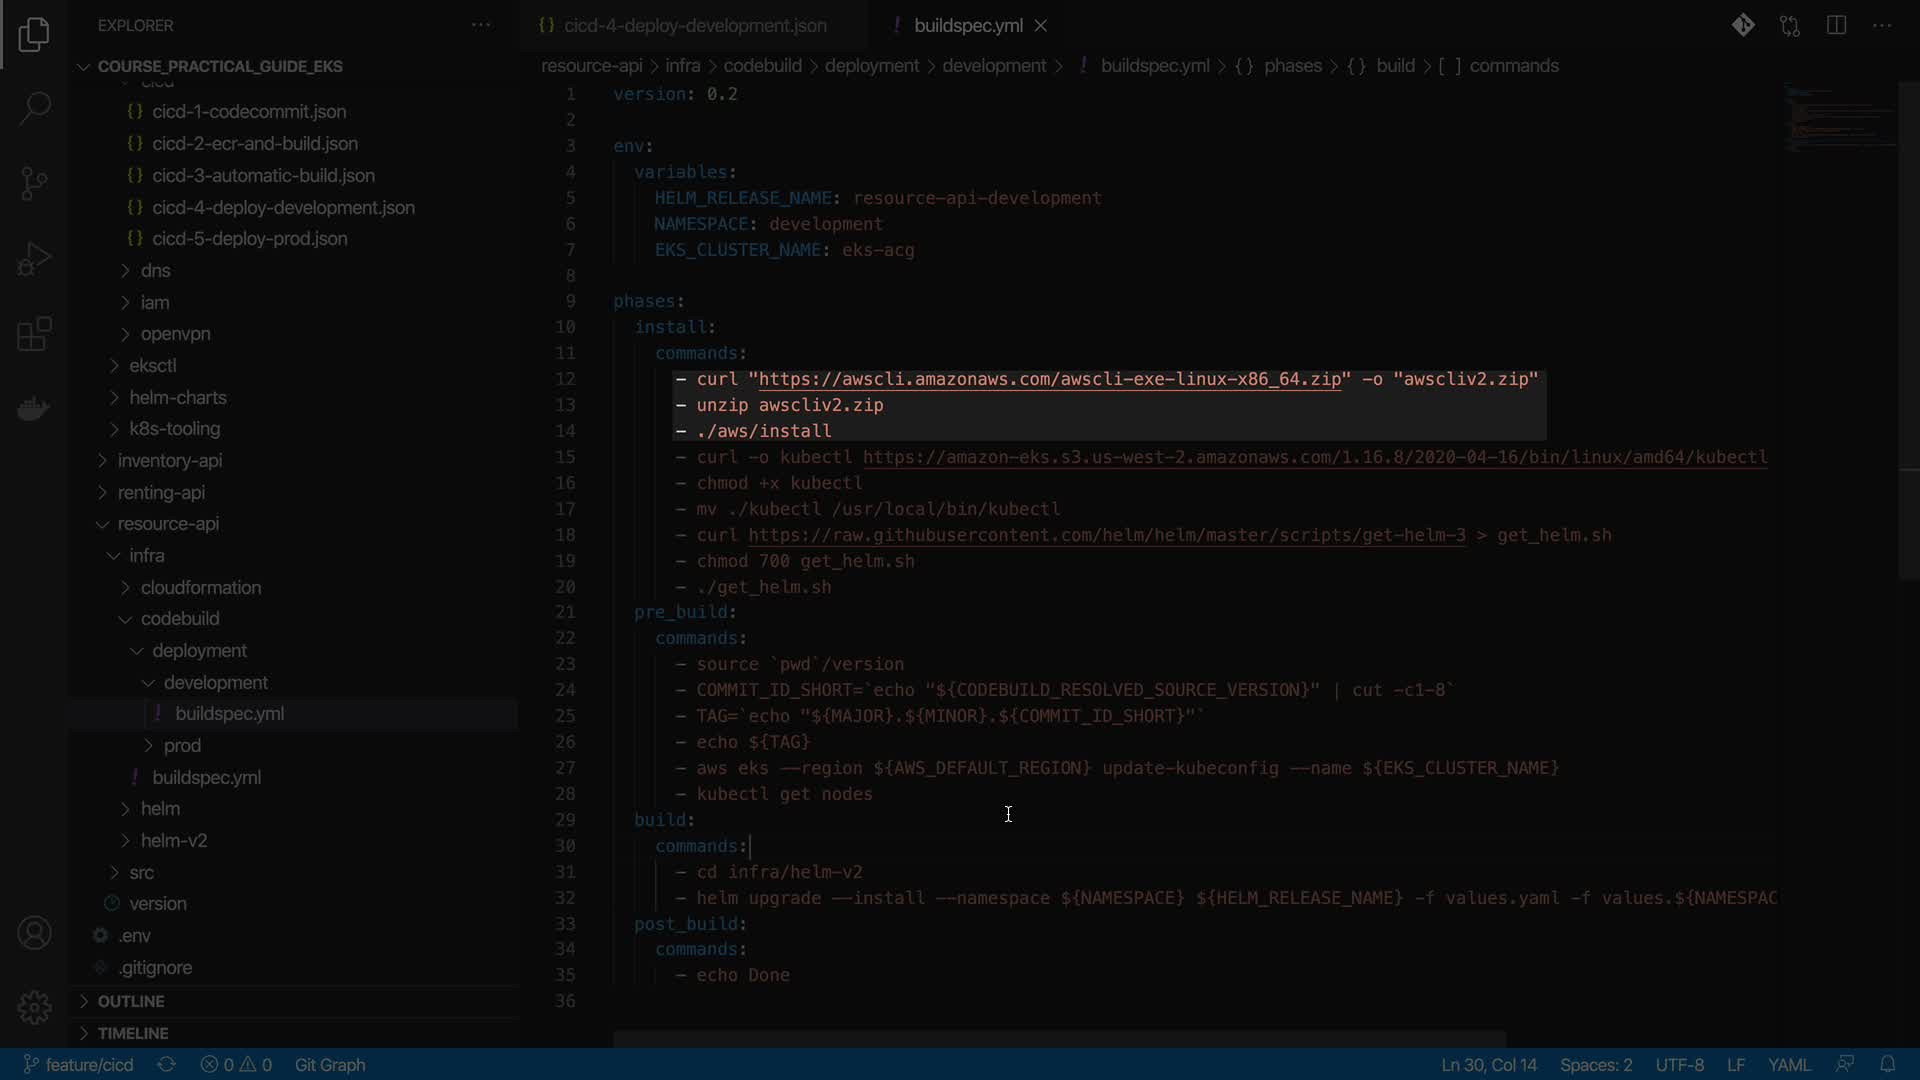 EXPLORER
COURSE_PRACTICAL_GUIDE_EKS
cicd
cicd-1-codecommit.json
cicd-2-ecr-and-build.json
cicd-3-automatic-build.json
cicd-4-deploy-development.json
cicd-5-deploy-prod.json
dns
iam
openvpn
eksctl
helm-charts
k8s-tooling
inventory-api
renting-api
resource-api
infra
cloudformation
codebuild
deployment
development
buildspec.yml
prod
buildspec.yml
helm
helm-v2
src
version
.env
.gitignore
OUTLINE
TIMELINE
cicd-4-deploy-development.json
buildspec.yml
resource-api > infra > codebuild > deployment > development > ! buildspec.yml > {} phases > {} build > [ ] commands
1 version: 0.2
2
3 env:
4 variables:
5 HELM_RELEASE_NAME: resource-api-development
6 NAMESPACE: development
7 EKS_CLUSTER_NAME: eks-acg
8
9 phases:
10 install:
11 commands:
12 - curl "https://awscli.amazonaws.com/awscli-exe-linux-x86_64.zip" -o "awscliv2.zip"
13 - unzip awscliv2.zip
14 - ./aws/install
15 - curl -o kubectl https://amazon-eks.s3.us-west-2.amazonaws.com/1.16.8/2020-04-16/bin/linux/amd64/kubectl
16 - chmod +x kubectl
17 - mv ./kubectl /usr/local/bin/kubectl
18 - curl https://raw.githubusercontent.com/helm/helm/master/scripts/get-helm-3 > get_helm.sh
19 - chmod 700 get_helm.sh
20 - ./get_helm.sh
21 pre_build:
22 commands:
23 - source `pwd`/version
24 - COMMIT_ID_SHORT=`echo "${CODEBUILD_RESOLVED_SOURCE_VERSION}" | cut -c1-8`
25 - TAG=`echo "${MAJOR}.${MINOR}.${COMMIT_ID_SHORT}"`
26 - echo ${TAG}
27 - aws eks --region ${AWS_DEFAULT_REGION} update-kubeconfig --name ${EKS_CLUSTER_NAME}
28 - kubectl get nodes
29 build:
30 commands:
31 - cd infra/helm-v2
32 - helm upgrade --install --namespace ${NAMESPACE} ${HELM_RELEASE_NAME} -f values.yaml -f values.${NAMESPAC
33 post_build:
34 commands:
35 - echo Done
36
feature/cicd 0 0 Git Graph Ln 30, Col 14 Spaces: 2 UTF-8 LF YAML